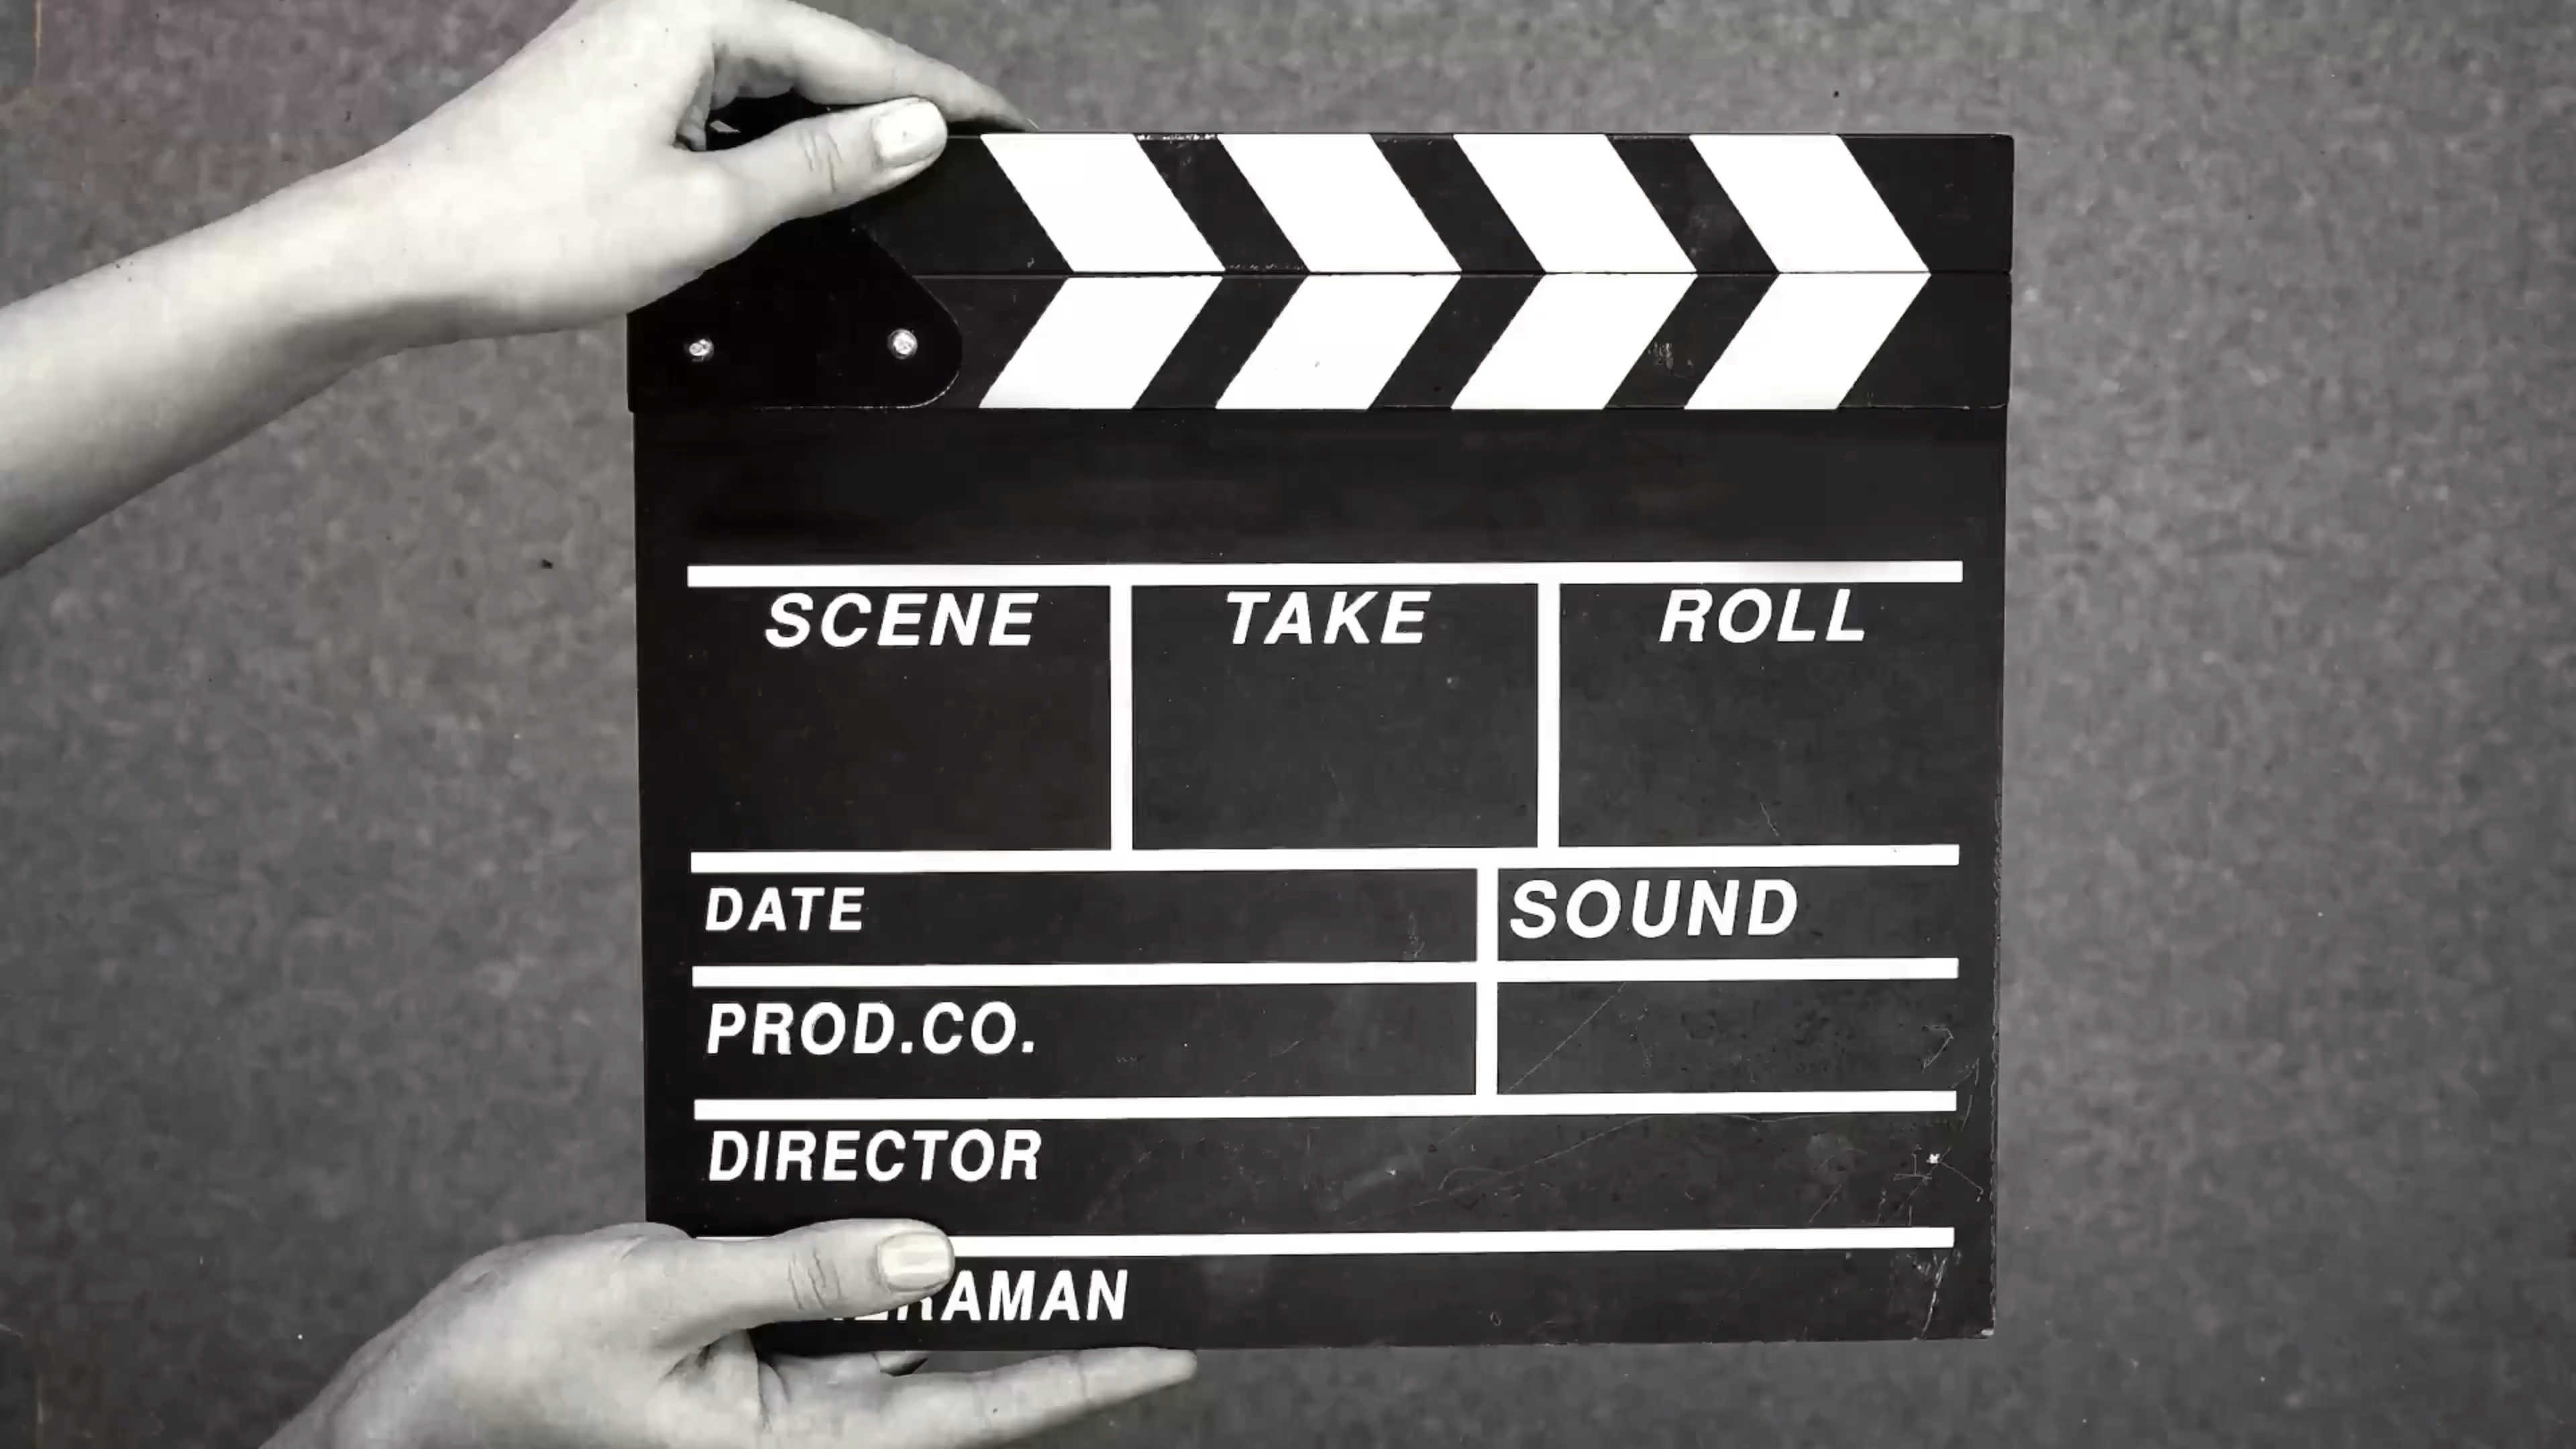 SCENE TAKE ROLL
DATE SOUND
PROD.CO.
DIRECTOR